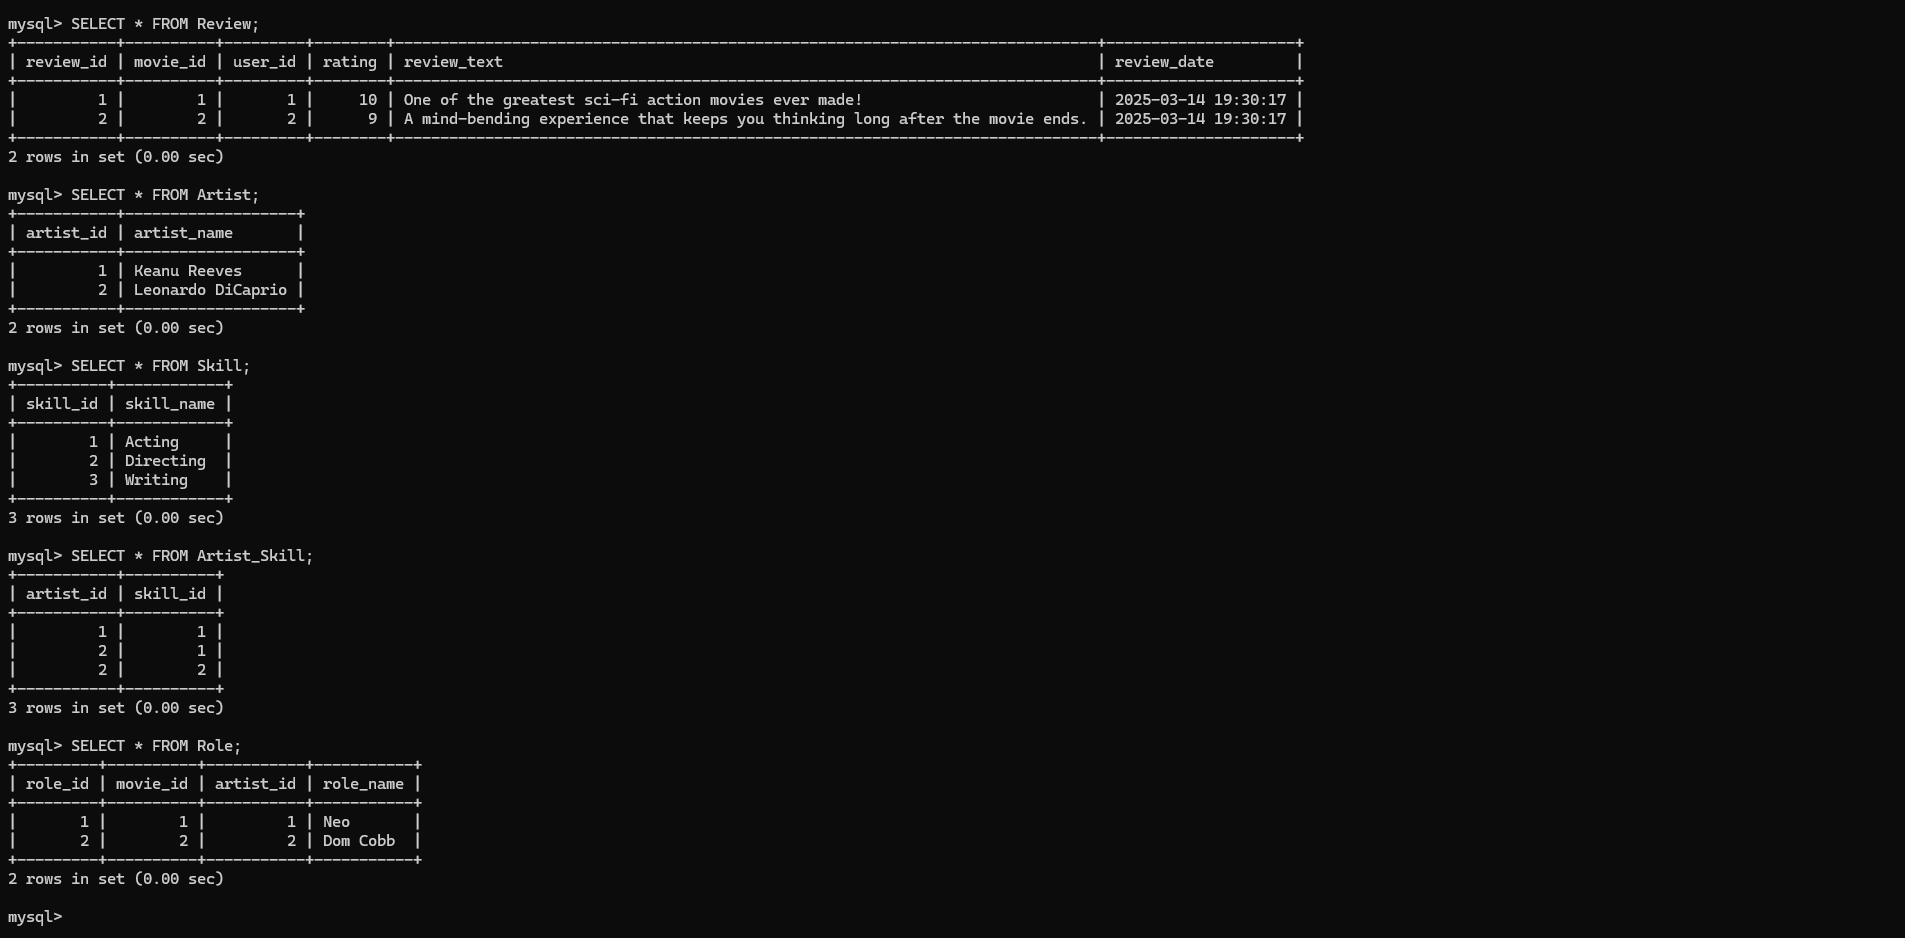 mysql> SELECT * FROM Review;
+-----------+----------+---------+--------+------------------------------------------------------------------------------+---------------------+
| review_id | movie_id | user_id | rating | review_text                                                                  | review_date         |
+-----------+----------+---------+--------+------------------------------------------------------------------------------+---------------------+
|         1 |        1 |       1 |     10 | One of the greatest sci-fi action movies ever made!                          | 2025-03-14 19:30:17 |
|         2 |        2 |       2 |      9 | A mind-bending experience that keeps you thinking long after the movie ends. | 2025-03-14 19:30:17 |
+-----------+----------+---------+--------+------------------------------------------------------------------------------+---------------------+
2 rows in set (0.00 sec)

mysql> SELECT * FROM Artist;
+-----------+-------------------+
| artist_id | artist_name       |
+-----------+-------------------+
|         1 | Keanu Reeves      |
|         2 | Leonardo DiCaprio |
+-----------+-------------------+
2 rows in set (0.00 sec)

mysql> SELECT * FROM Skill;
+----------+------------+
| skill_id | skill_name |
+----------+------------+
|        1 | Acting     |
|        2 | Directing  |
|        3 | Writing    |
+----------+------------+
3 rows in set (0.00 sec)

mysql> SELECT * FROM Artist_Skill;
+-----------+----------+
| artist_id | skill_id |
+-----------+----------+
|         1 |        1 |
|         2 |        1 |
|         2 |        2 |
+-----------+----------+
3 rows in set (0.00 sec)

mysql> SELECT * FROM Role;
+---------+----------+-----------+-----------+
| role_id | movie_id | artist_id | role_name |
+---------+----------+-----------+-----------+
|       1 |        1 |         1 | Neo       |
|       2 |        2 |         2 | Dom Cobb  |
+---------+----------+-----------+-----------+
2 rows in set (0.00 sec)

mysql>